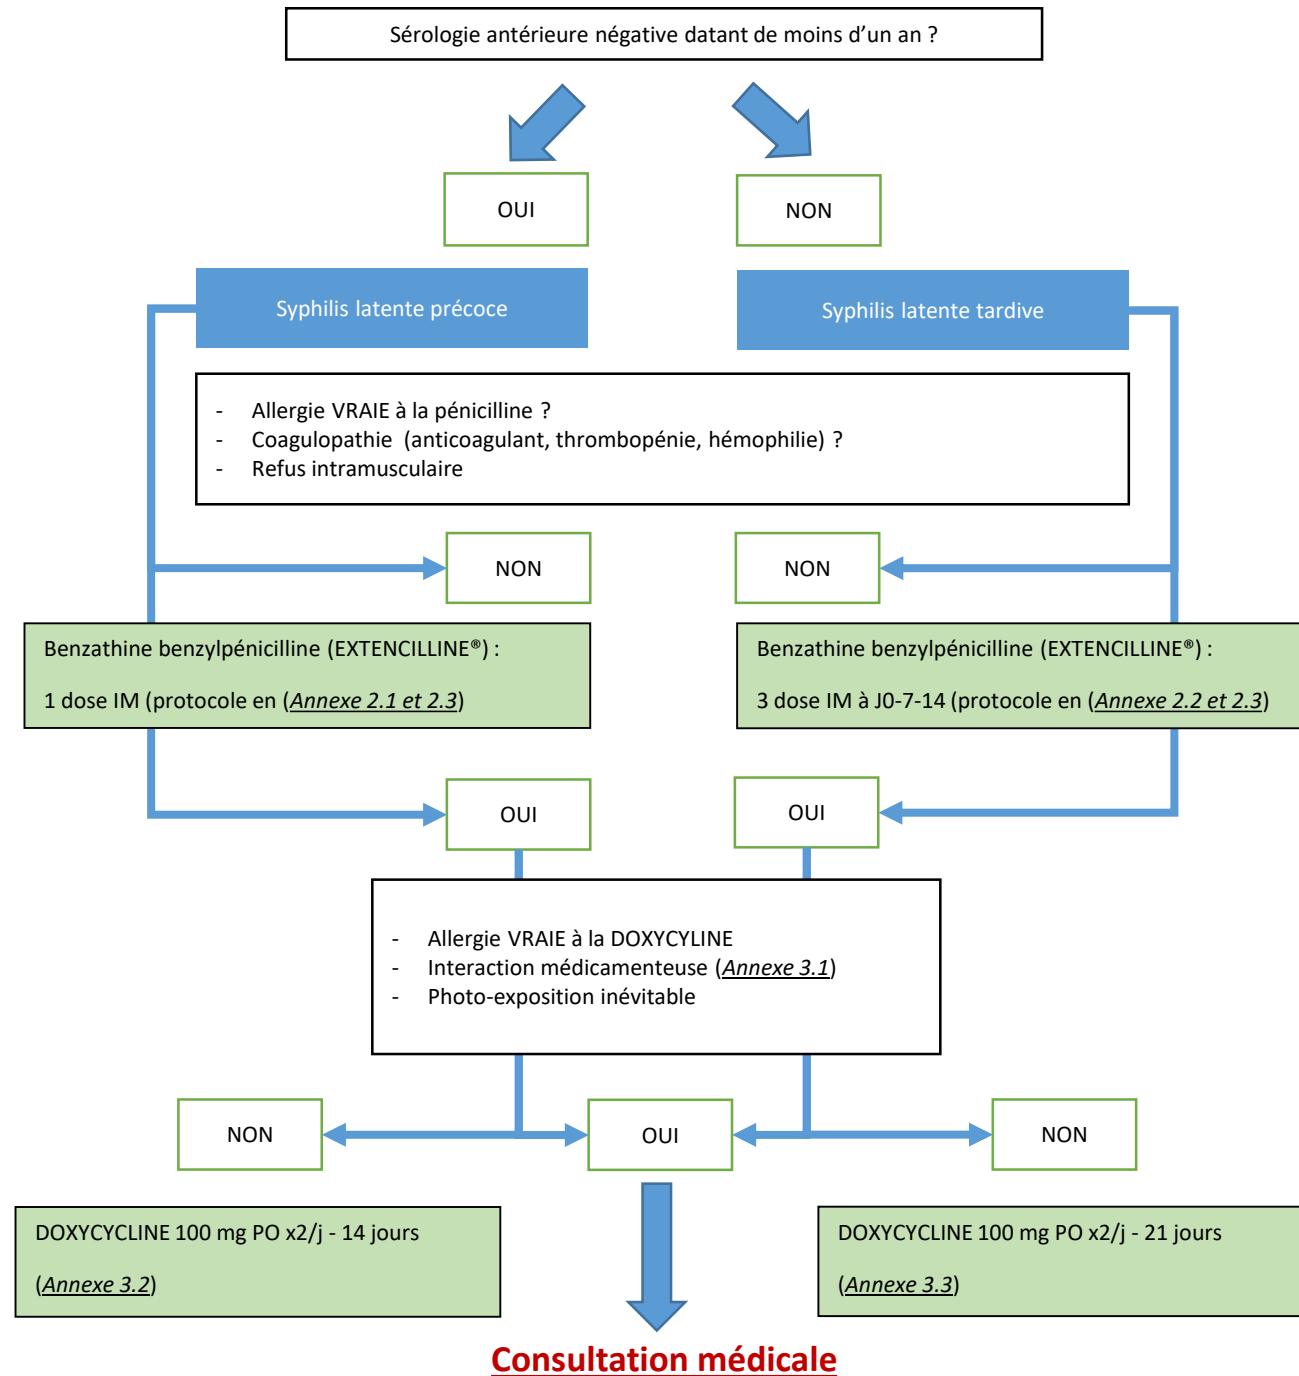 Sérologie antérieure négative datant de moins d’un an ?
OUI
NON
Syphilis latente précoce
Syphilis latente tardive
- Allergie VRAIE à la pénicilline ?
- Coagulopathie (anticoagulant, thrombopénie, hémophilie) ?
- Refus intramusculaire
NON
NON
Benzathine benzylpénicilline (EXTENCILLINE®) :
1 dose IM (protocole en (Annexe 2.1 et 2.3)
Benzathine benzylpénicilline (EXTENCILLINE®) :
3 dose IM à J0-7-14 (protocole en (Annexe 2.2 et 2.3)
OUI
OUI
- Allergie VRAIE à la DOXYCYLINE
- Interaction médicamenteuse (Annexe 3.1)
- Photo-exposition inévitable
NON
OUI
NON
DOXYCYCLINE 100 mg PO x2/j - 14 jours
(Annexe 3.2)
DOXYCYCLINE 100 mg PO x2/j - 21 jours
(Annexe 3.3)
Consultation médicale